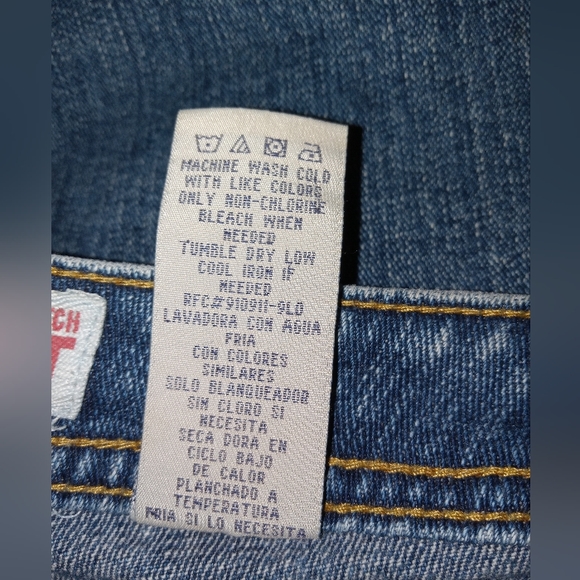 MACHINE WASH COLD
WITH LIKE COLORS
ONLY NON-CHLORINE
BLEACH WHEN
NEEDED
TUMBLE DRY LOW
COOL IRON IF
NEEDED
RFC#910911-9LO
LAVADORA CON AGUA
FRIA
CON COLORES
SIMILARES
SOLO BLANQUEADOR
SIN CLORO SI
NECESITA
SECA DORA EN
CICLO BAJO
DE CALOR
PLANCHADO A
TEMPERATURA
FRIA SI LO NECESITA